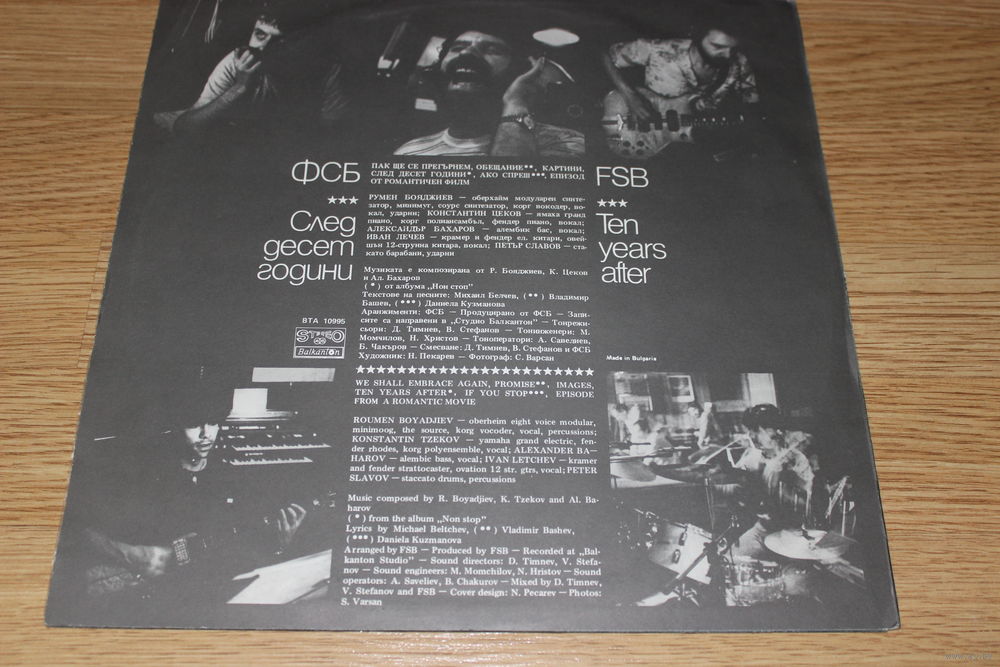 ФСБ
★★★
След
десет
години
ПАК ЩЕ СЕ ПРЕГЪРНЕМ, ОБЕЩАНИЕ**, КАРТИНИ,
СЛЕД ДЕСЕТ ГОДИНИ*, АКО СПРЕШ***, ЕПИЗОД
ОТ РОМАНТИЧЕН ФИЛМ
РУМЕН БОЯДЖИЕВ — оберхайм модуларен синте-
затор, минимуг, соурс синтезатор, корг вокодер, во-
кал, ударни; КОНСТАНТИН ЦЕКОВ — ямаха гранд
пиано, корг полиансамбъл, фендер пиано, вокал;
АЛЕКСАНДЪР БАХАРОВ — алембик бас, вокал;
ИВАН ЛЕЧЕВ — крамер и фендер ел. китари, овей-
шън 12-струнна китара, вокал; ПЕТЪР СЛАВОВ — ста-
като барабани, ударни
Музиката е композирана от Р. Бояджиев, К. Цеков
и Ал. Бахаров
(*) от албума „Нон стоп"
Текстове на песните: Михаил Белчев, (**) Владимир
Башев, (***) Даниела Кузманова
Аранжименти: ФСБ — Продуцирано от ФСБ — Запи-
сите са направени в „Студио Балкантон" — Тонрежи-
сьори: Д. Тимнев, В. Стефанов — Тонинженери: М.
Момчилов, Н. Христов — Тоноператори: А. Савелиев,
Б. Чакъров — Смесване: Д. Тимнев, В. Стефанов и ФСБ
Художник: Н. Пекарев — Фотограф: С. Варсан
FSB
★★★
Ten
years
after
ВТА 10995
STEREO
Balkanton
Made in Bulgaria
★★★★★★★★★★★★★★★★★★★★★★★
WE SHALL EMBRACE AGAIN, PROMISE**, IMAGES,
TEN YEARS AFTER*, IF YOU STOP***, EPISODE
FROM A ROMANTIC MOVIE
ROUMEN BOYADJIEV — oberheim eight voice modular,
minimoog, the source, korg vocoder, vocal, percussions;
KONSTANTIN TZEKOV — yamaha grand electric, fen-
der rhodes, korg polyensemble, vocal; ALEXANDER BA-
HAROV — alembic bass, vocal; IVAN LETCHEV — kramer
and fender strattocaster, ovation 12 str. gtrs, vocal; PETER
SLAVOV — staccato drums, percussions
Music composed by R. Boyadjiev, K. Tzekov and Al. Ba-
harov
(*) from the album „Non stop"
Lyrics by Michael Beltchev, (**) Vladimir Bashev,
(***) Daniela Kuzmanova
Arranged by FSB — Produced by FSB — Recorded at „Bal-
kanton Studio" — Sound directors: D. Timnev, V. Stefa-
nov — Sound engineers: M. Momchilov, N. Hristov — Sound
operators: A. Saveliev, B. Chakurov — Mixed by D. Timnev,
V. Stefanov and FSB — Cover design: N. Pecarev — Photos:
S. Varsan